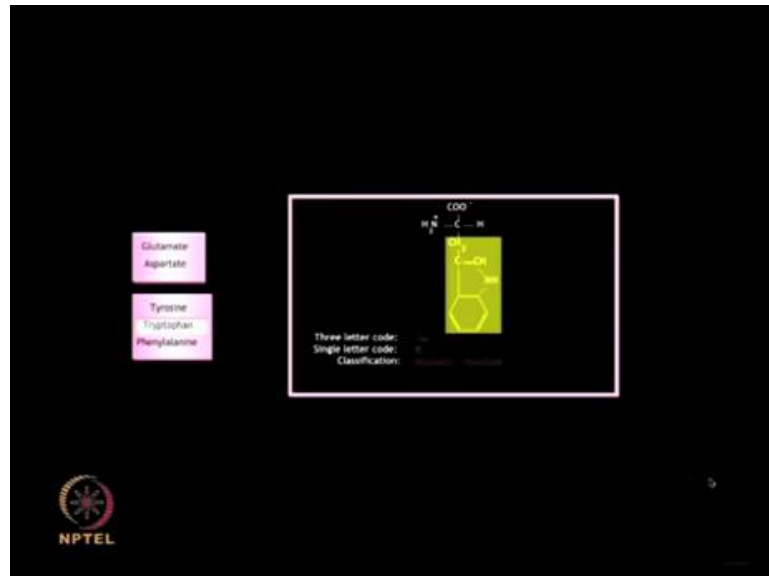 Glutamate
Aspartate
Tyrosine
Tryptophan
Phenylalanine
COO-
H3N+ — C — H
CH2
C CH
NH
Three letter code:
Single letter code:
Classification:
NPTEL